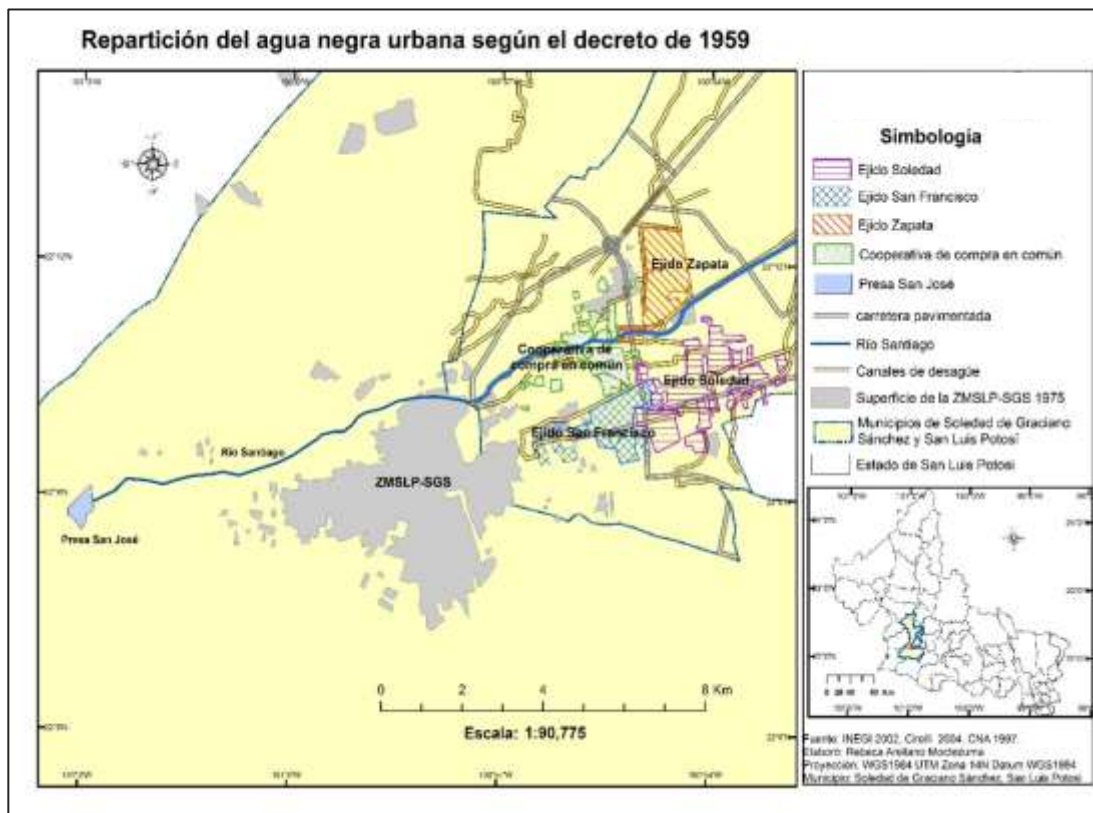 Repartición del agua negra urbana según el decreto de 1959
Simbología
Ejido Soledad
Ejido San Francisco
Ejido Zapata
Cooperativa de compra en común
Presa San José
carretera pavimentada
Río Santiago
Canales de desagüe
Superficie de la ZMSLP-SGS 1975
Municipios de Soledad de Graciano
Sánchez y San Luis Potosí
Estado de San Luis Potosí
Ejido Zapata
Cooperativa de
compra en común
Ejido Soledad
Ejido San Francisco
Río Santiago
ZMSLP-SGS
Presa San José
0 2 4 8 Km
Escala: 1:90,775
Fuente: INEGI 2002, Cirelli 2004, CNA 1997.
Elaboró: Rebeca Arellano Moctezuma
Proyección: WGS1984 UTM Zona 14N Datum WGS1984
Municipio: Soledad de Graciano Sánchez, San Luis Potosí